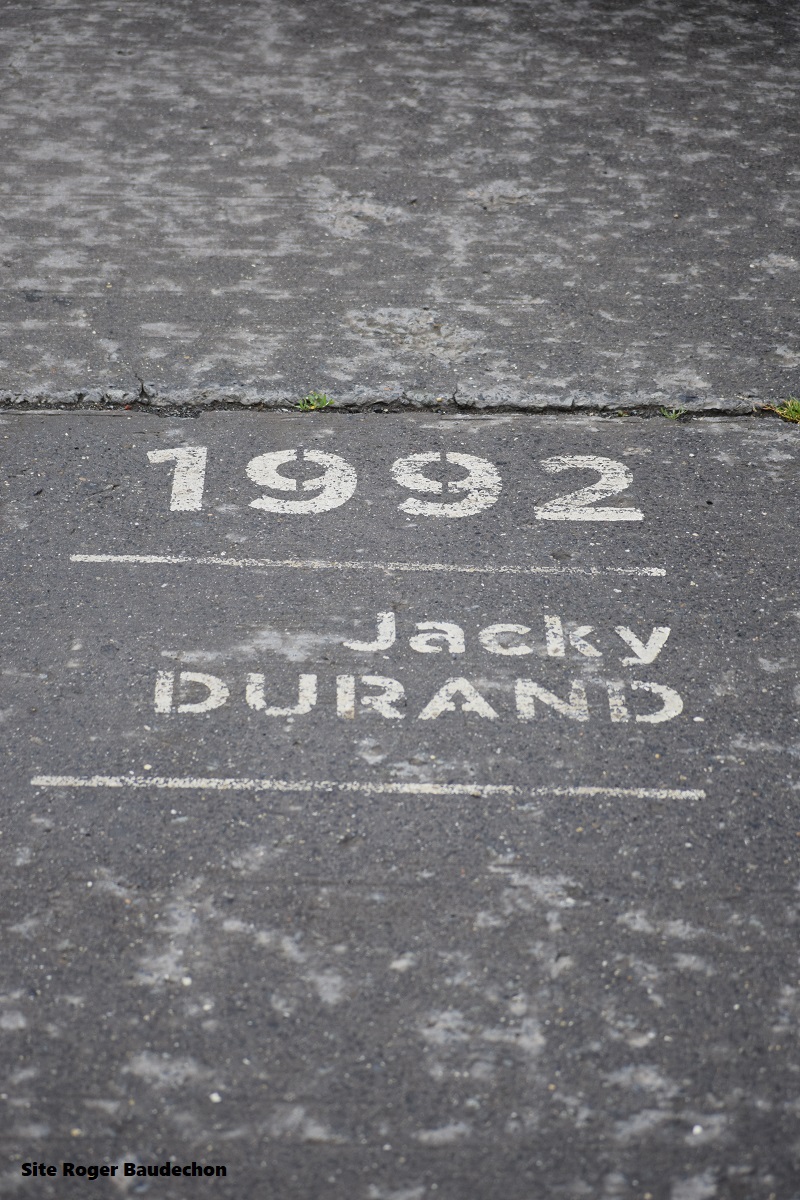 1992
Jacky
DURAND
Site Roger Baudechon